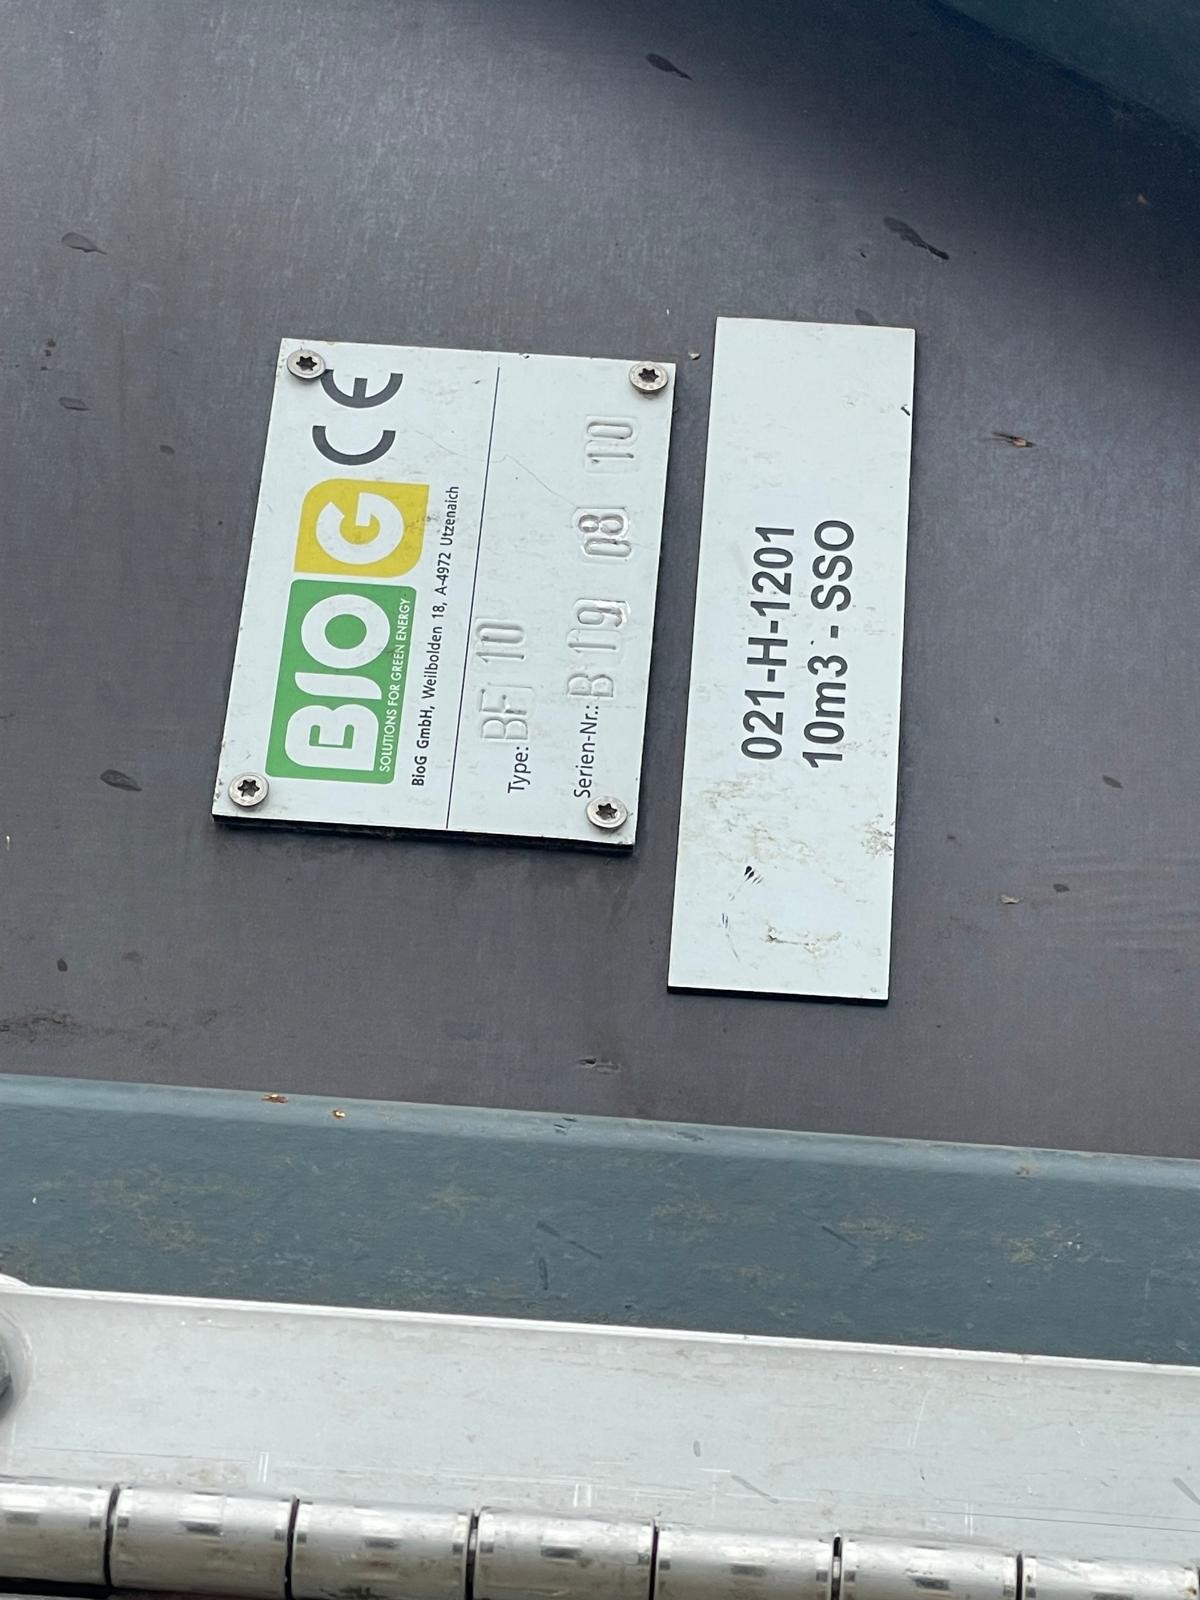 BIOG CE
SOLUTIONS FOR GREEN ENERGY
BioG GmbH, Weilbolden 18, A-4972 Utzenaich
Type: BF 10
Serien-Nr.: B 19 08 10
021-H-1201
10m3 - SSO